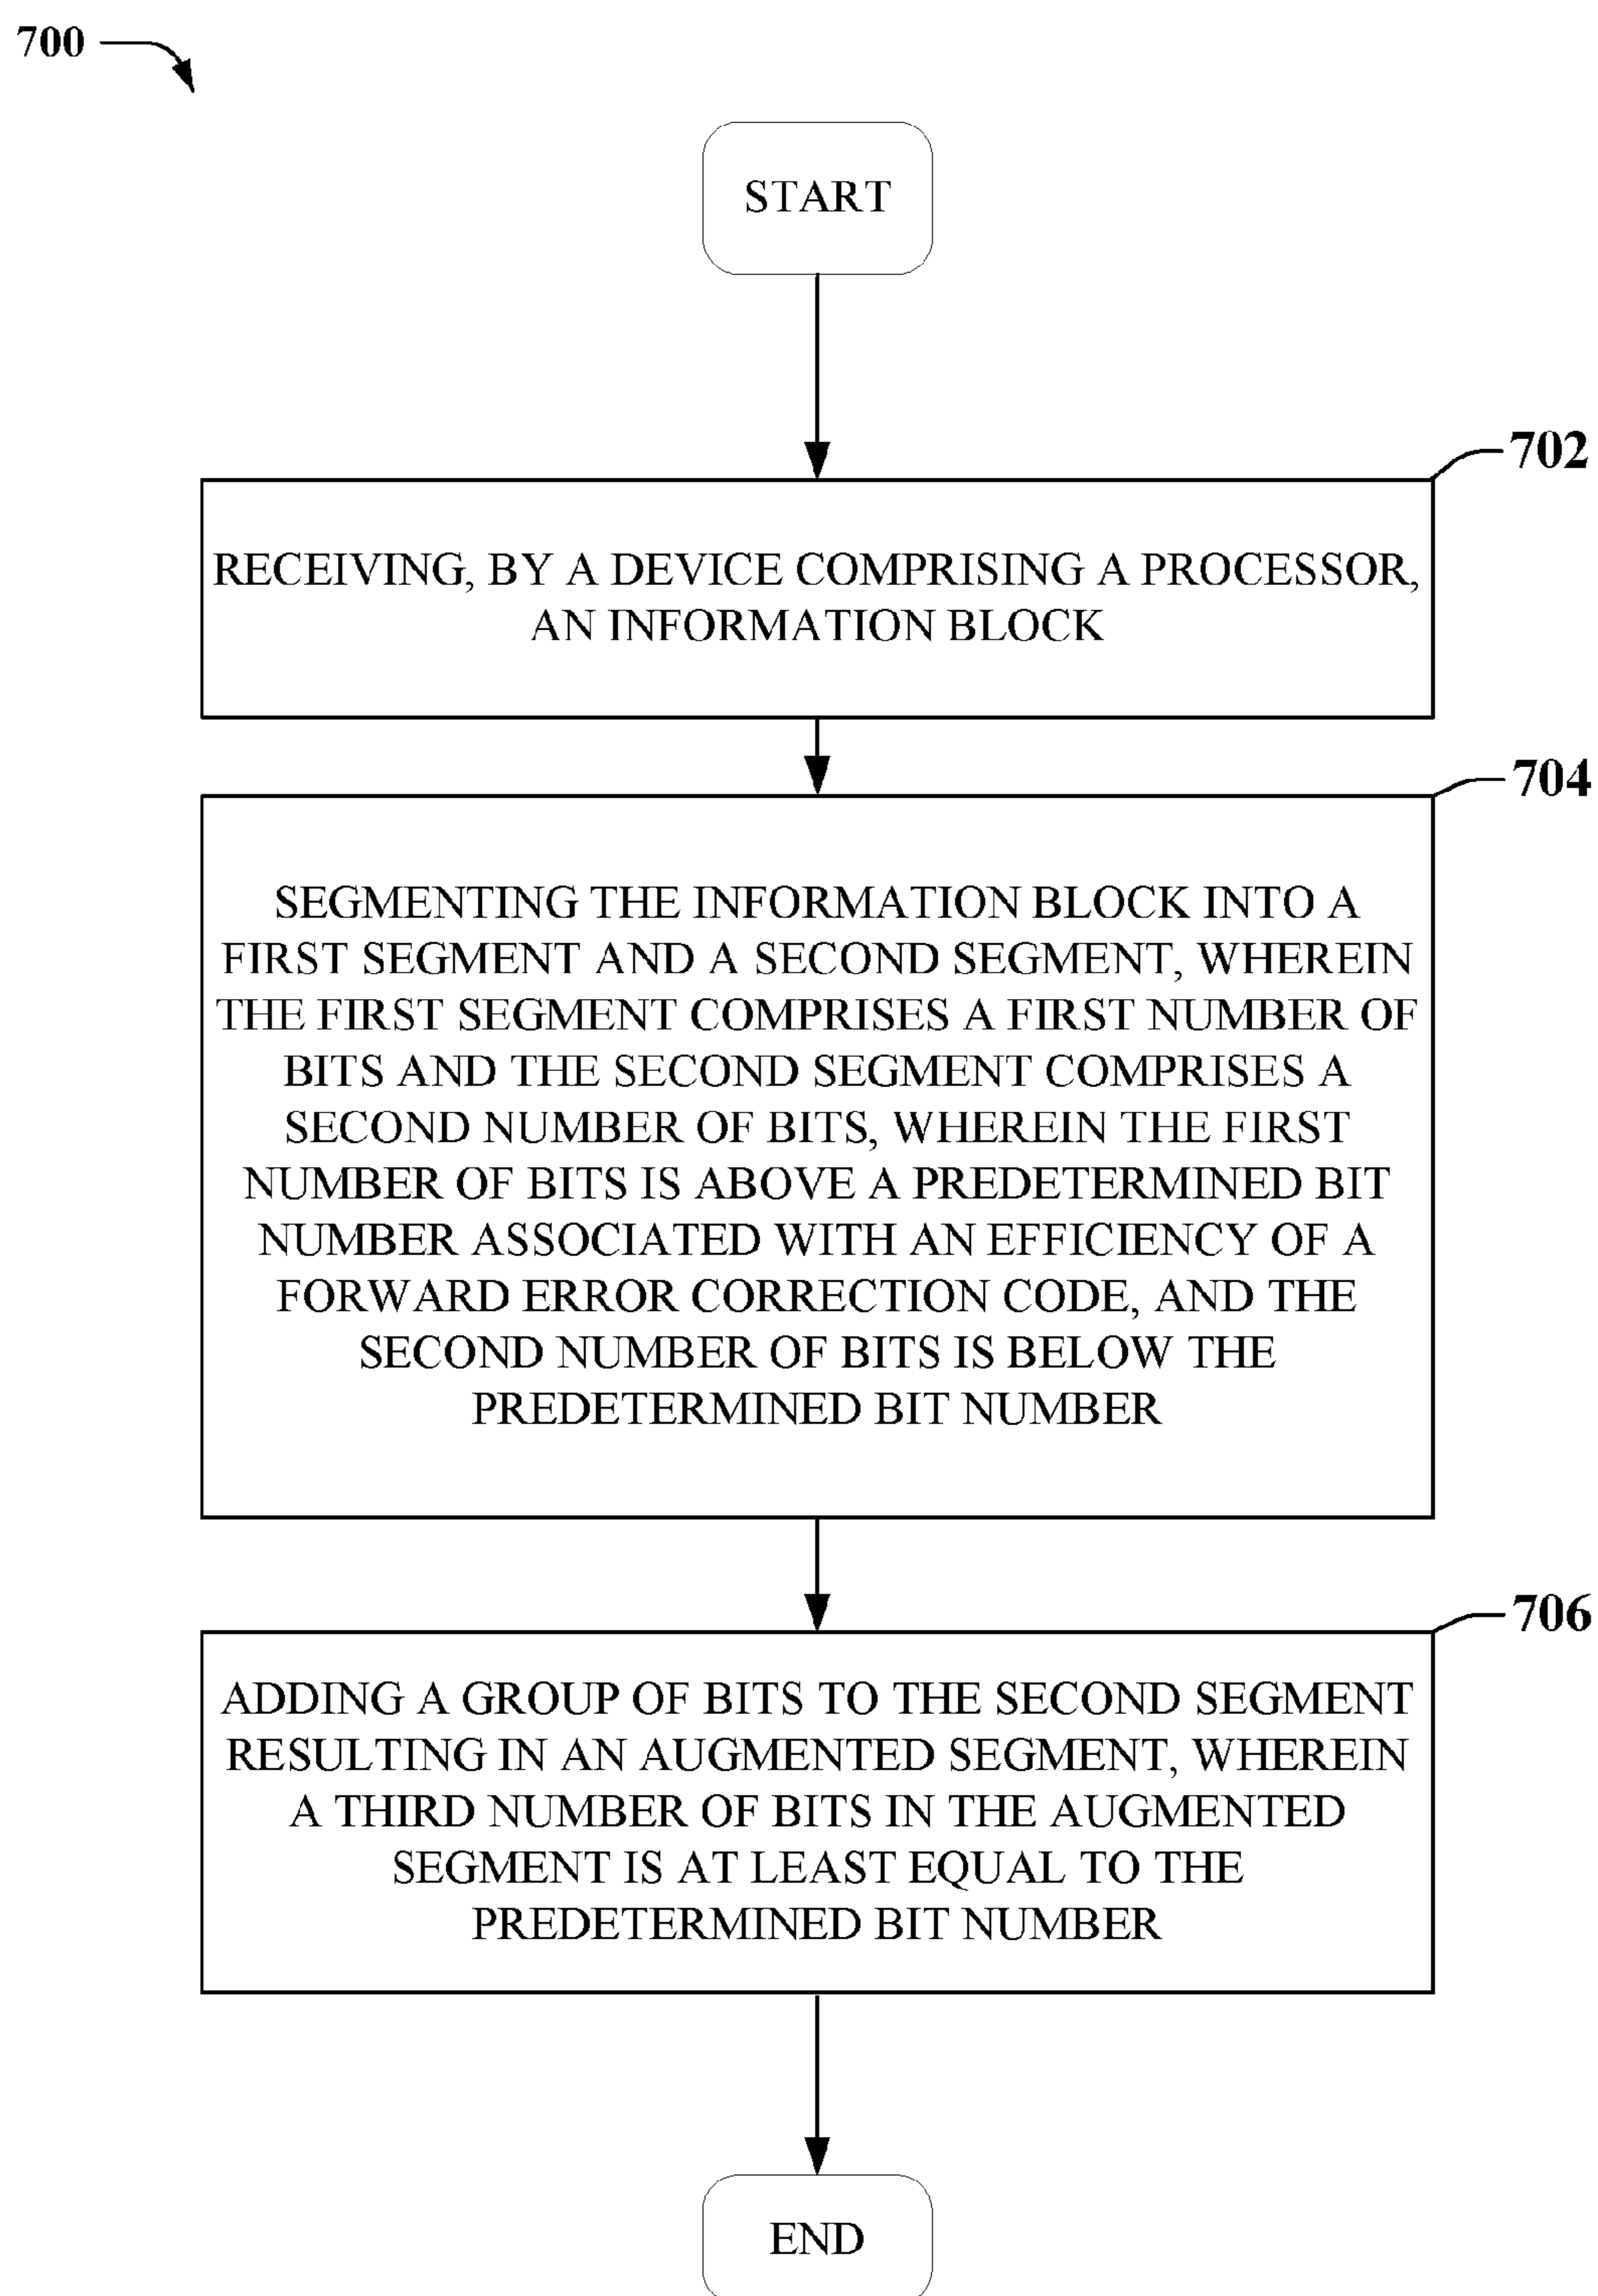 700
START
702
RECEIVING, BY A DEVICE COMPRISING A PROCESSOR,
AN INFORMATION BLOCK
704
SEGMENTING THE INFORMATION BLOCK INTO A
FIRST SEGMENT AND A SECOND SEGMENT, WHEREIN
THE FIRST SEGMENT COMPRISES A FIRST NUMBER OF
BITS AND THE SECOND SEGMENT COMPRISES A
SECOND NUMBER OF BITS, WHEREIN THE FIRST
NUMBER OF BITS IS ABOVE A PREDETERMINED BIT
NUMBER ASSOCIATED WITH AN EFFICIENCY OF A
FORWARD ERROR CORRECTION CODE, AND THE
SECOND NUMBER OF BITS IS BELOW THE
PREDETERMINED BIT NUMBER
706
ADDING A GROUP OF BITS TO THE SECOND SEGMENT
RESULTING IN AN AUGMENTED SEGMENT, WHEREIN
A THIRD NUMBER OF BITS IN THE AUGMENTED
SEGMENT IS AT LEAST EQUAL TO THE
PREDETERMINED BIT NUMBER
END